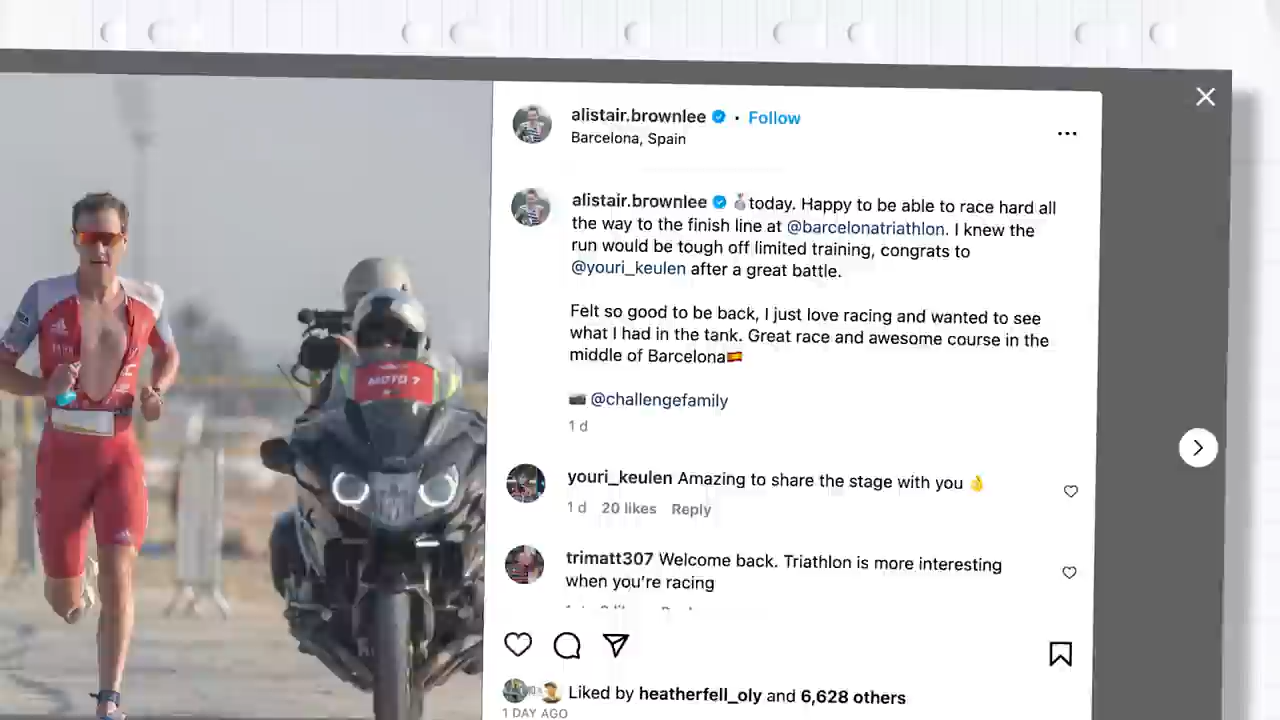 alistair.brownlee • Follow
Barcelona, Spain
alistair.brownlee 🥈today. Happy to be able to race hard all
the way to the finish line at @barcelonatriathlon. I knew the
run would be tough off limited training, congrats to
@youri_keulen after a great battle.
Felt so good to be back, I just love racing and wanted to see
what I had in the tank. Great race and awesome course in the
middle of Barcelona🇪🇸
📷 @challengefamily
1 d
youri_keulen Amazing to share the stage with you 👌
1 d 20 likes Reply
trimatt307 Welcome back. Triathlon is more interesting
when you're racing
Liked by heatherfell_oly and 6,628 others
1 DAY AGO
MOTO 7